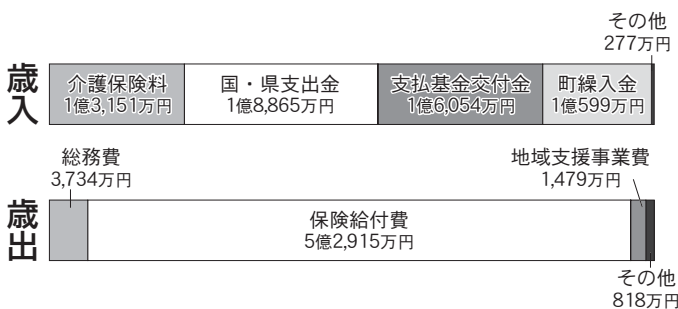 その他
277万円
歳入
介護保険料
1億3,151万円
国・県支出金
1億8,865万円
支払基金交付金
1億6,054万円
町繰入金
1億599万円
総務費
3,734万円
地域支援事業費
1,479万円
歳出
保険給付費
5億2,915万円
その他
818万円